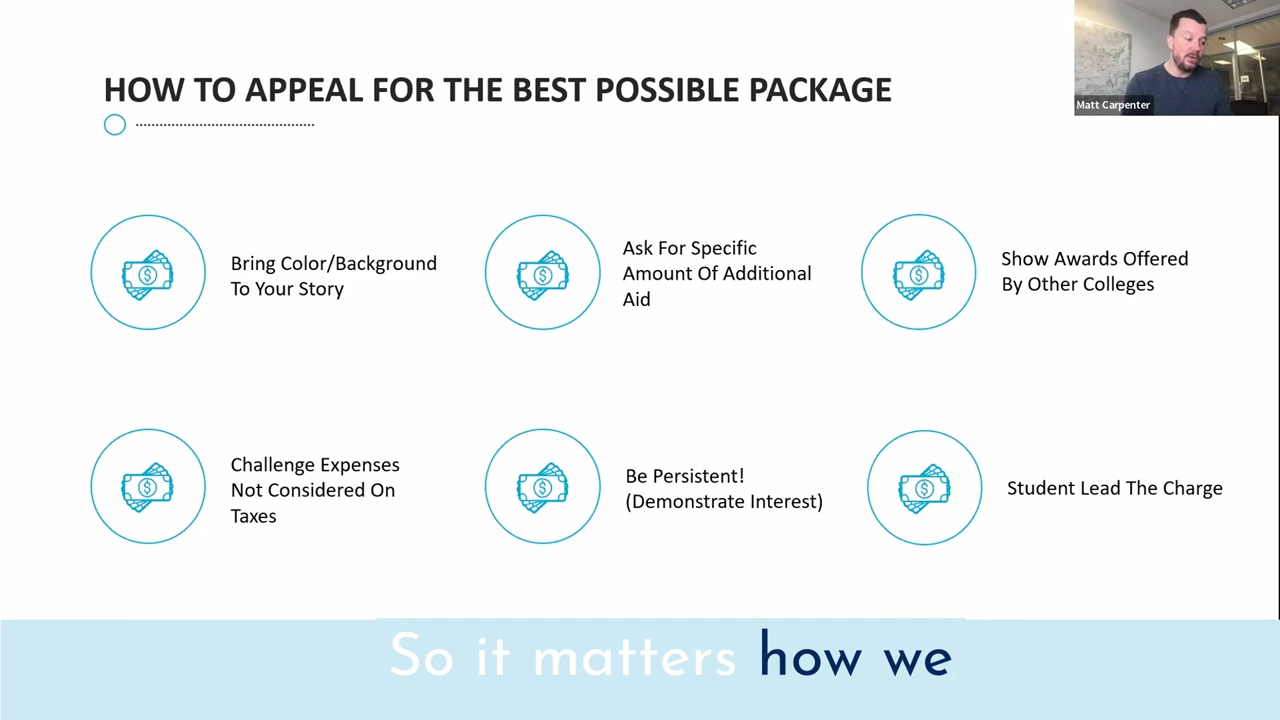 HOW TO APPEAL FOR THE BEST POSSIBLE PACKAGE
Matt Carpenter
Bring Color/Background
To Your Story
Ask For Specific
Amount Of Additional
Aid
Show Awards Offered
By Other Colleges
Challenge Expenses
Not Considered On
Taxes
Be Persistent!
(Demonstrate Interest)
Student Lead The Charge
So it matters how we